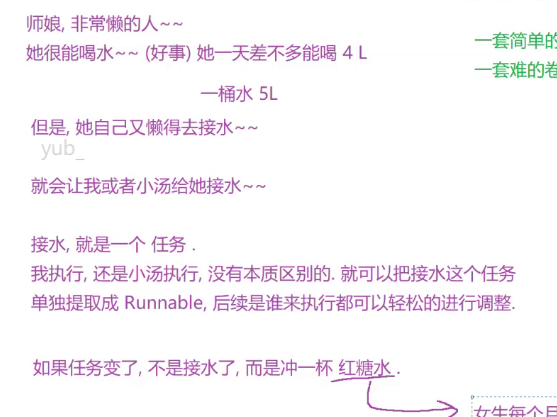 师娘, 非常懒的人~~
她很能喝水~~ (好事) 她一天差不多能喝 4 L
一套简单的
一套难的卷
一桶水 5L
但是, 她自己又懒得去接水~~
yub_
就会让我或者小汤给她接水~~
接水, 就是一个 任务 .
我执行, 还是小汤执行, 没有本质区别的. 就可以把接水这个任务
单独提取成 Runnable, 后续是谁来执行都可以轻松的进行调整.
如果任务变了, 不是接水了, 而是冲一杯 红糖水 .
女生每个月